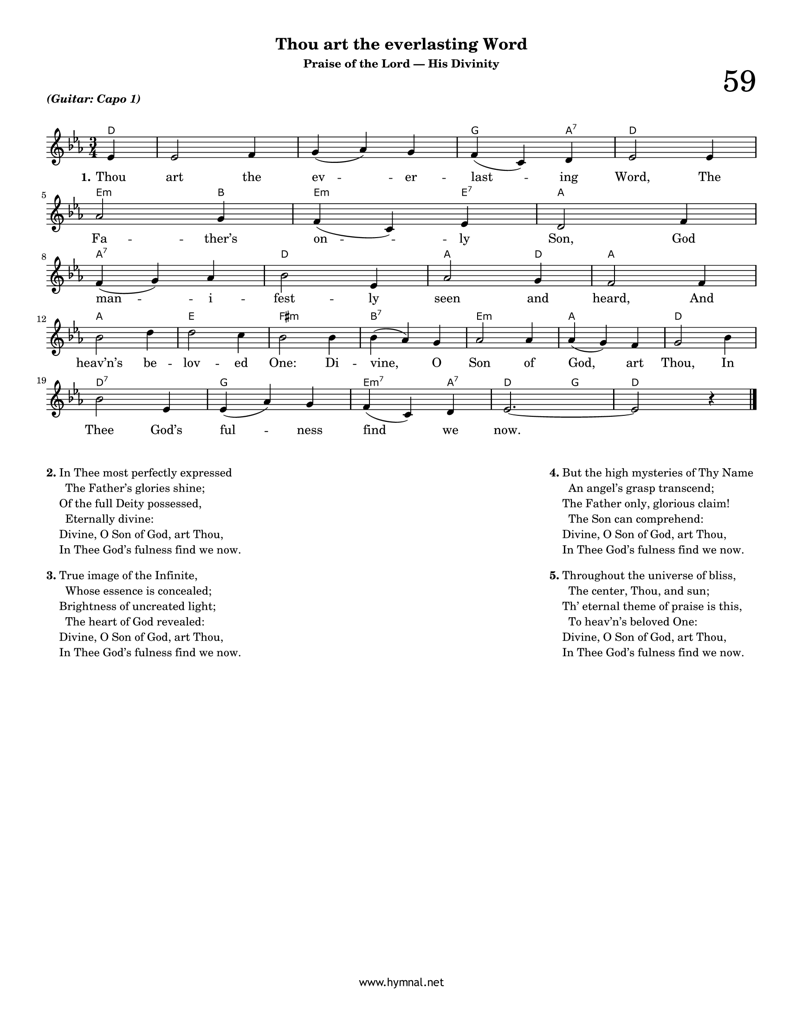 Thou art the everlasting Word
Praise of the Lord — His Divinity
59
(Guitar: Capo 1)
D G A7 D
1. Thou art the ev - er - last - ing Word, The
5 Em B Em E7 A
Fa - - ther's on - - - ly Son, God
8 A7 D A D A
man - - i - fest - ly seen and heard, And
12 A E F♯m B7 Em A D
heav'n's be - lov - ed One: Di - vine, O Son of God, art Thou, In
19 D7 G Em7 A7 D G D
Thee God's ful - ness find we now.
2. In Thee most perfectly expressed
The Father's glories shine;
Of the full Deity possessed,
Eternally divine:
Divine, O Son of God, art Thou,
In Thee God's fulness find we now.
3. True image of the Infinite,
Whose essence is concealed;
Brightness of uncreated light;
The heart of God revealed:
Divine, O Son of God, art Thou,
In Thee God's fulness find we now.
4. But the high mysteries of Thy Name
An angel's grasp transcend;
The Father only, glorious claim!
The Son can comprehend:
Divine, O Son of God, art Thou,
In Thee God's fulness find we now.
5. Throughout the universe of bliss,
The center, Thou, and sun;
Th' eternal theme of praise is this,
To heav'n's beloved One:
Divine, O Son of God, art Thou,
In Thee God's fulness find we now.
www.hymnal.net